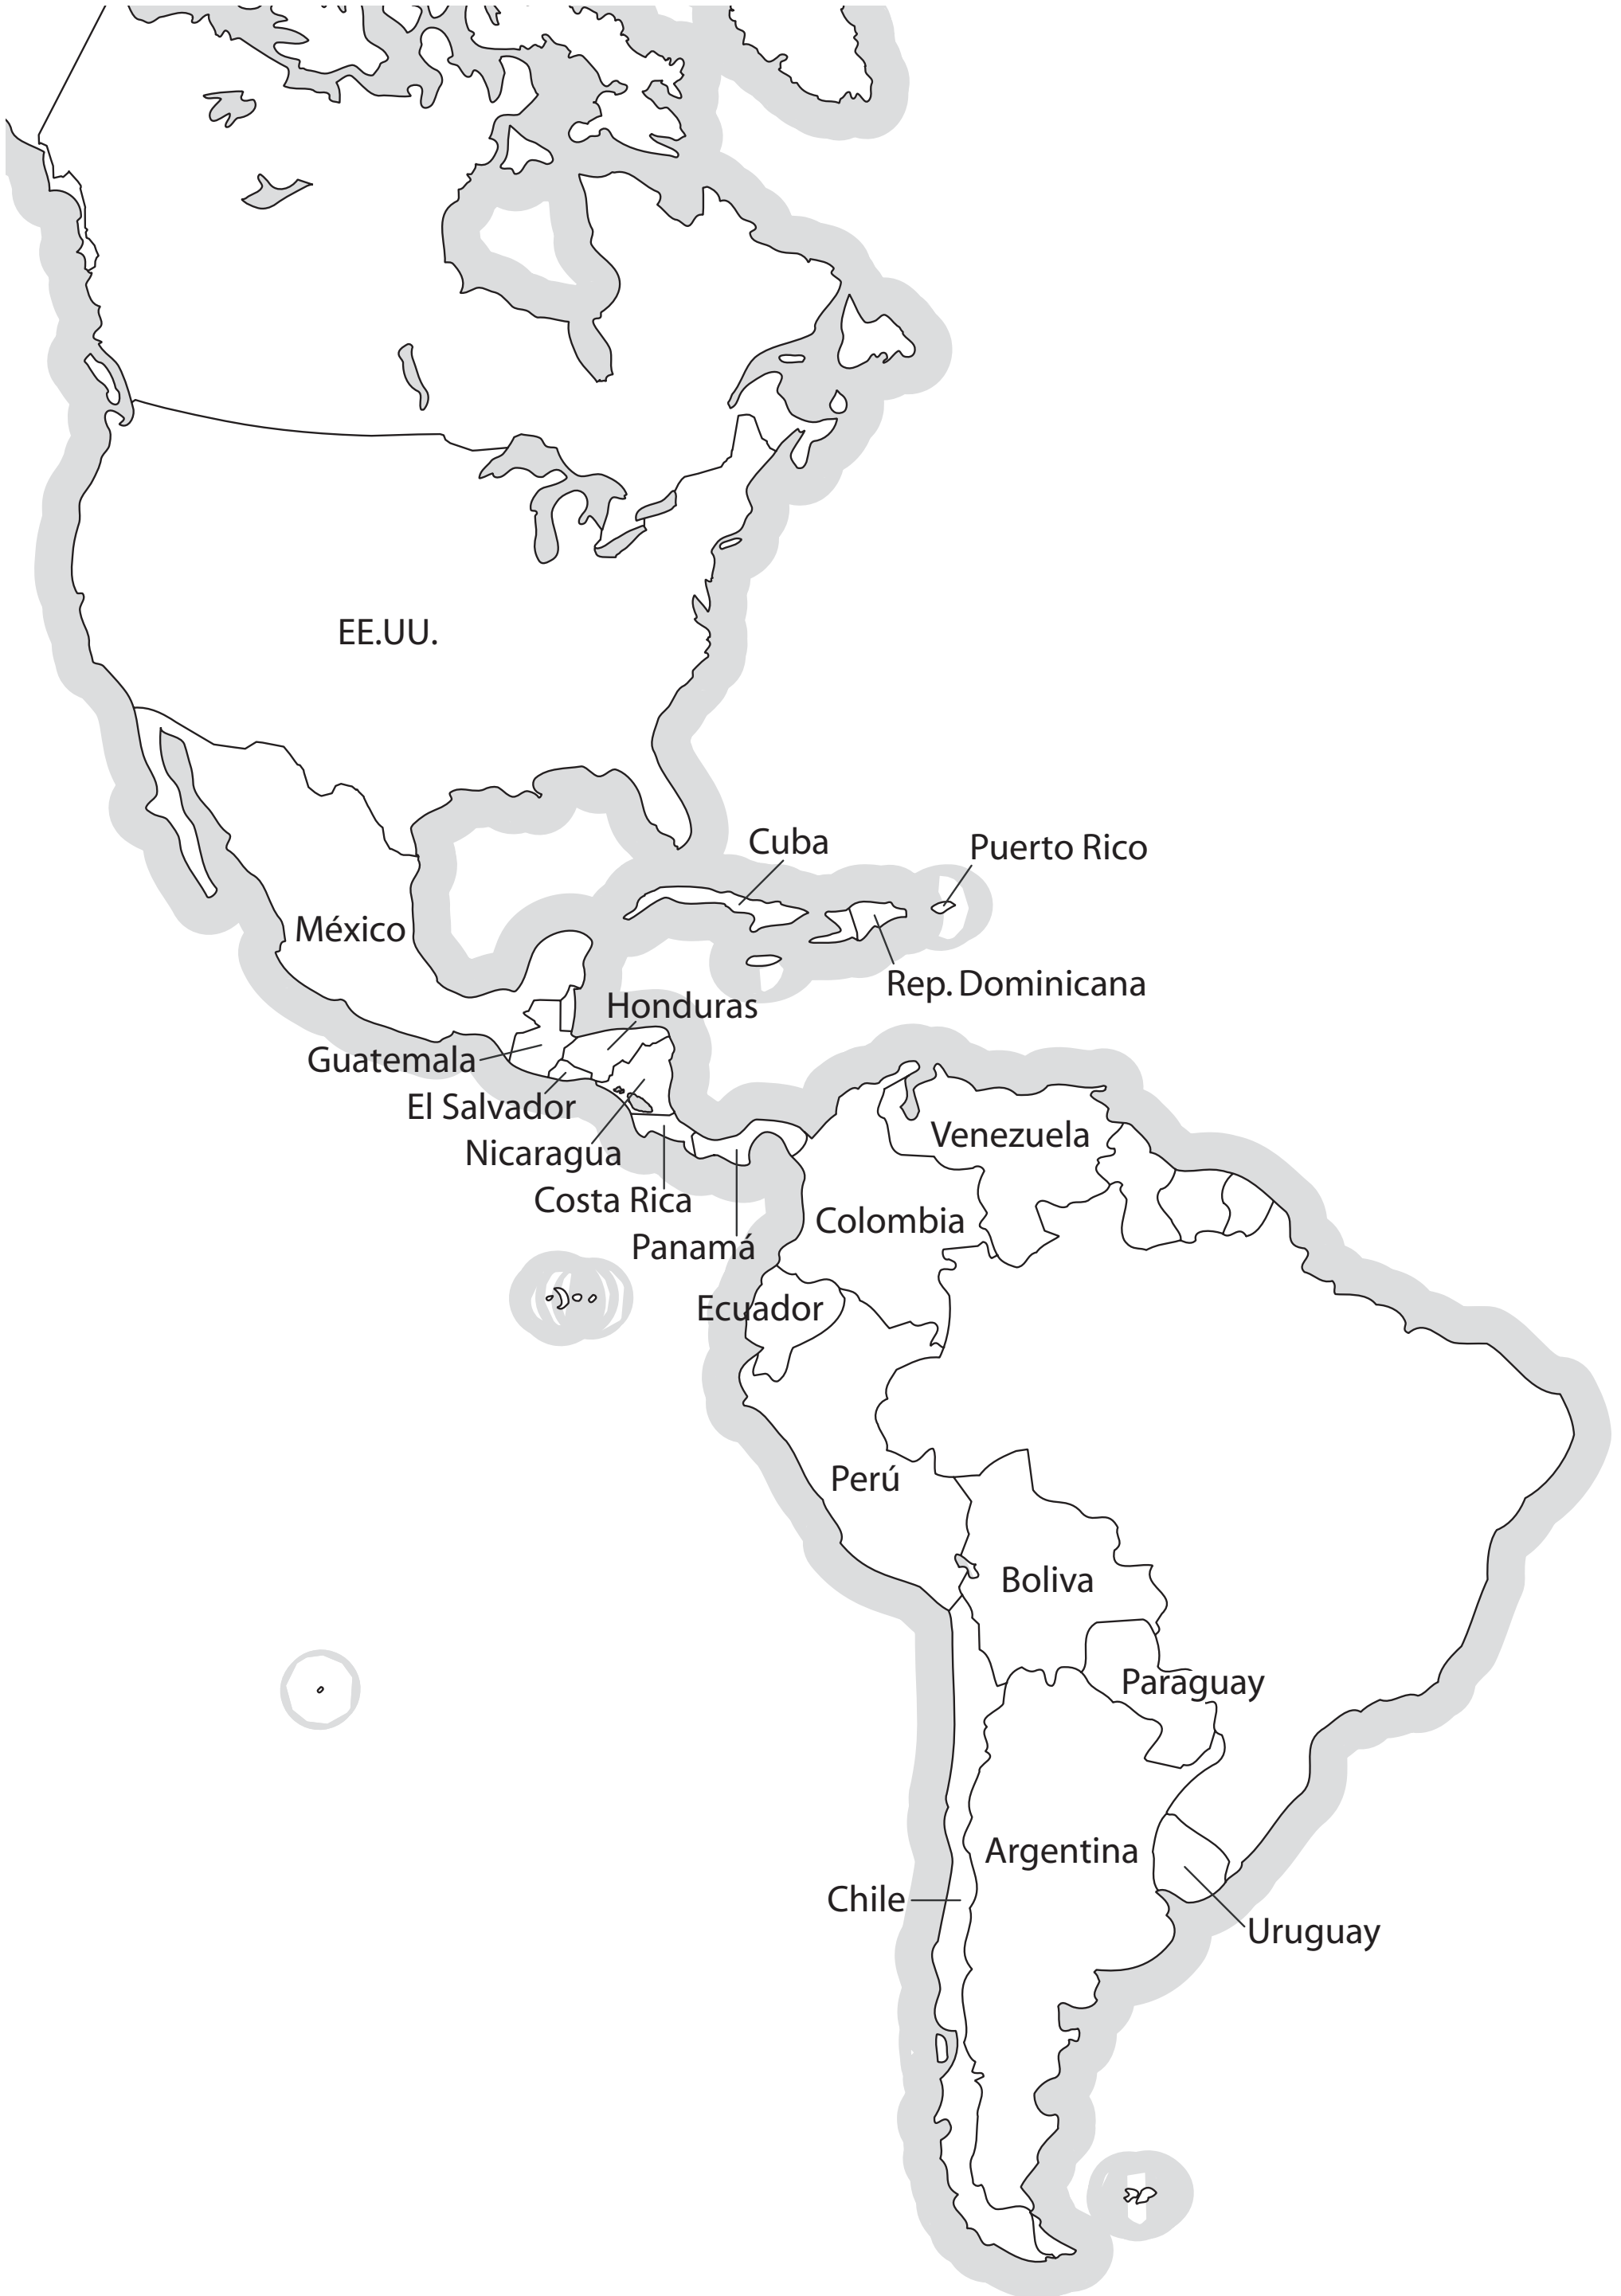 EE.UU.
Cuba
Puerto Rico
México
Rep. Dominicana
Honduras
Guatemala
El Salvador
Nicaragua
Costa Rica
Panamá
Venezuela
Colombia
Ecuador
Perú
Boliva
Paraguay
Argentina
Chile
Uruguay